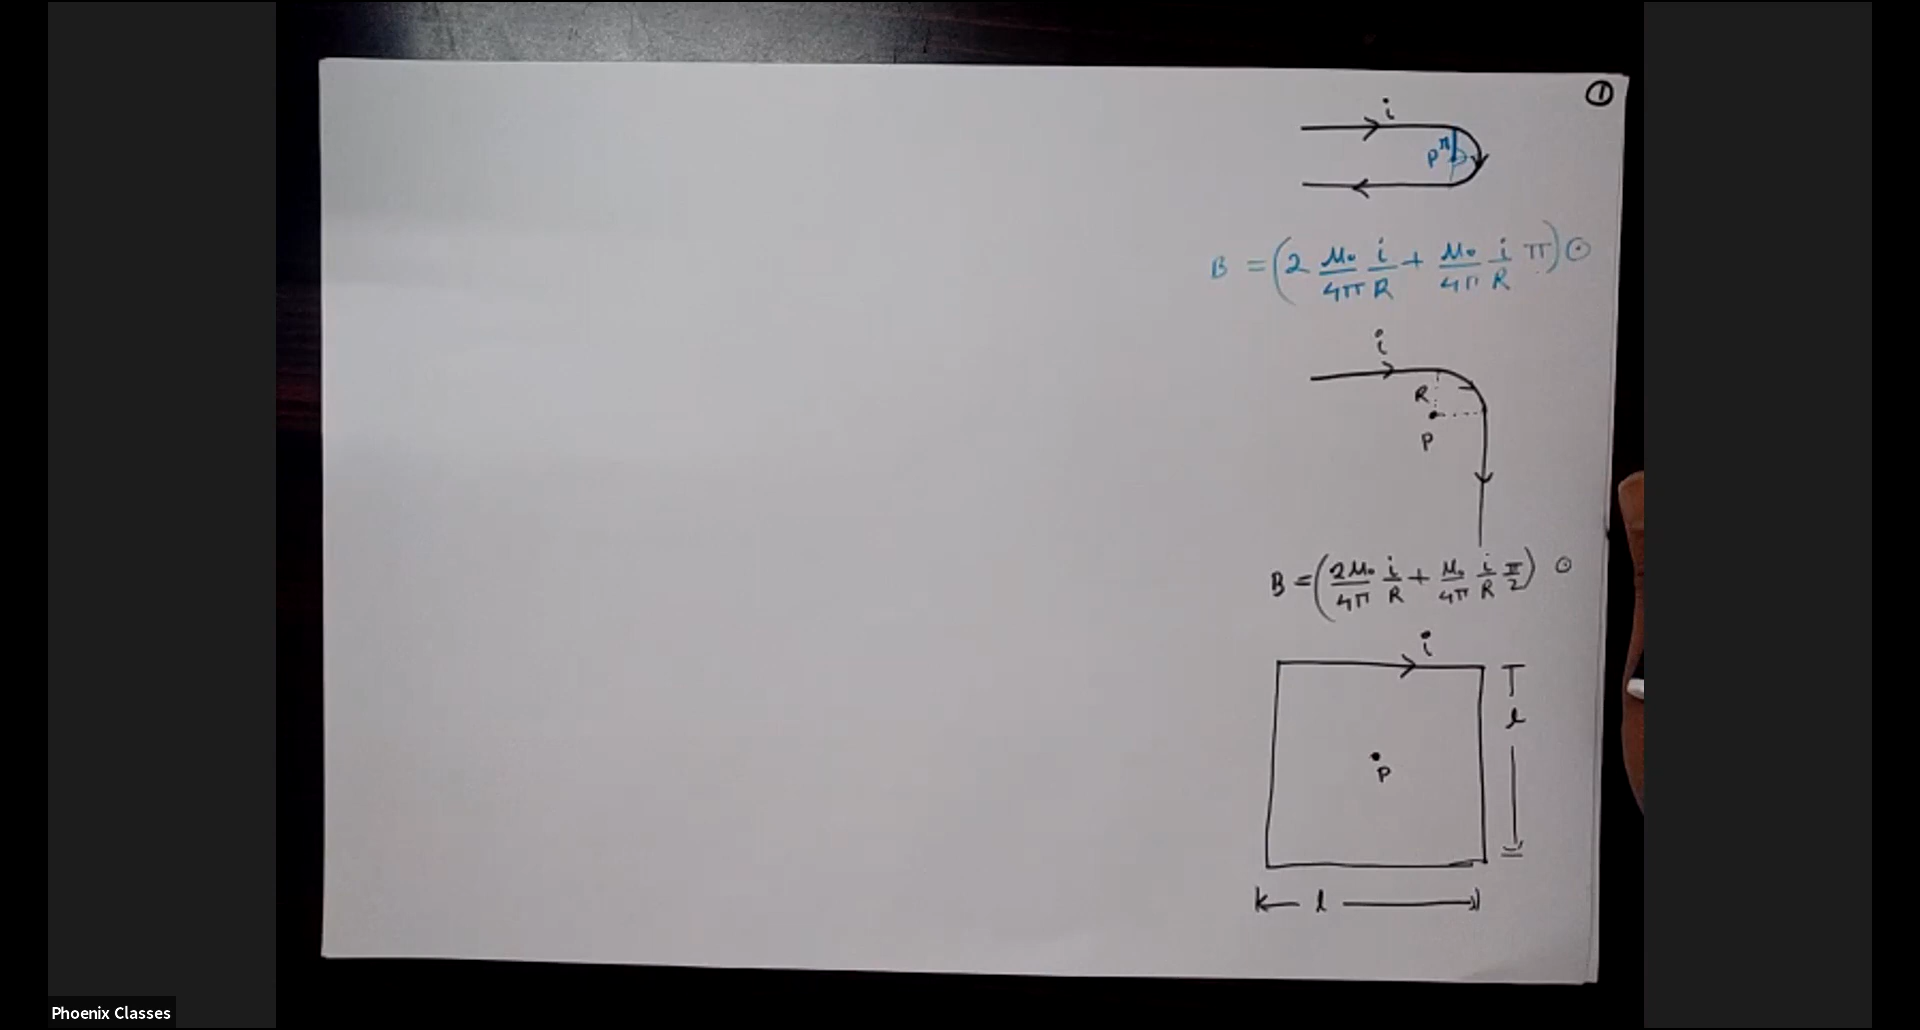 ①
i
P π
B = (2 μ₀/4π i/R + μ₀/4π i/R π) ⊙
i
R
P
B = (2μ₀/4π i/R + μ₀/4π i/R π/2) ⊙
i
l
P
l
Phoenix Classes